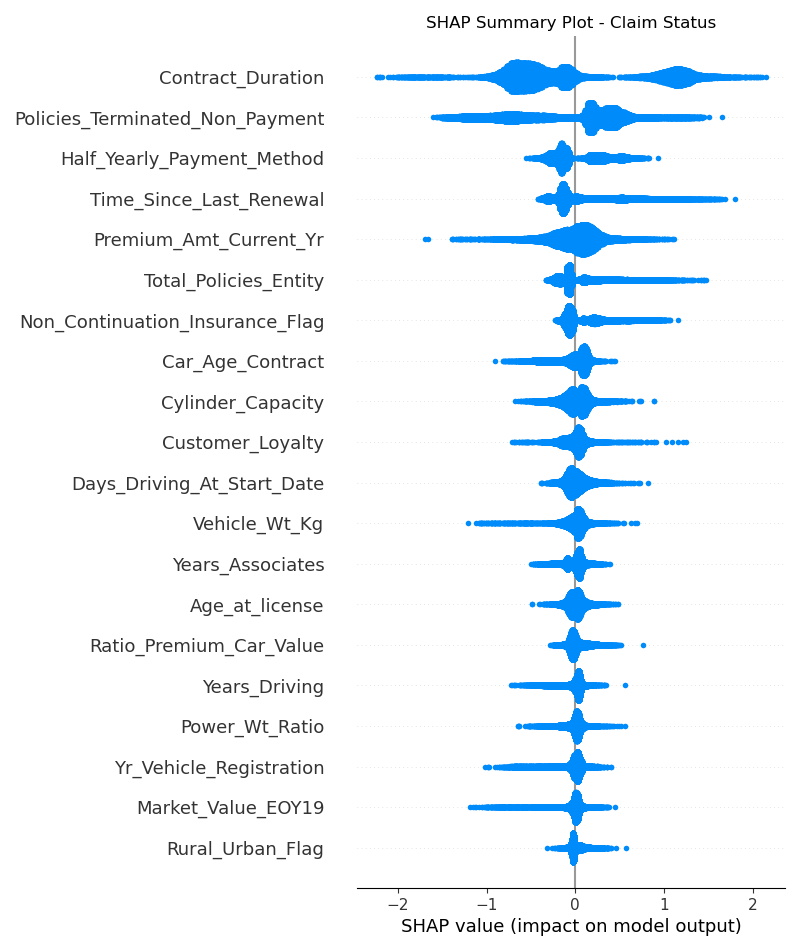 SHAP Summary Plot - Claim Status
Contract_Duration
Policies_Terminated_Non_Payment
Half_Yearly_Payment_Method
Time_Since_Last_Renewal
Premium_Amt_Current_Yr
Total_Policies_Entity
Non_Continuation_Insurance_Flag
Car_Age_Contract
Cylinder_Capacity
Customer_Loyalty
Days_Driving_At_Start_Date
Vehicle_Wt_Kg
Years_Associates
Age_at_license
Ratio_Premium_Car_Value
Years_Driving
Power_Wt_Ratio
Yr_Vehicle_Registration
Market_Value_EOY19
Rural_Urban_Flag
−2 −1 0 1 2
SHAP value (impact on model output)